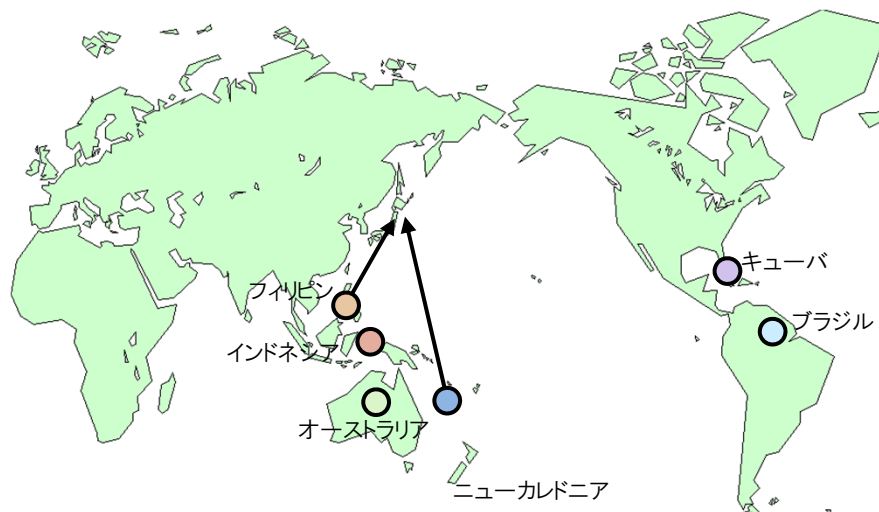 キューバ
フィリピン
ブラジル
インドネシア
オーストラリア
ニューカレドニア